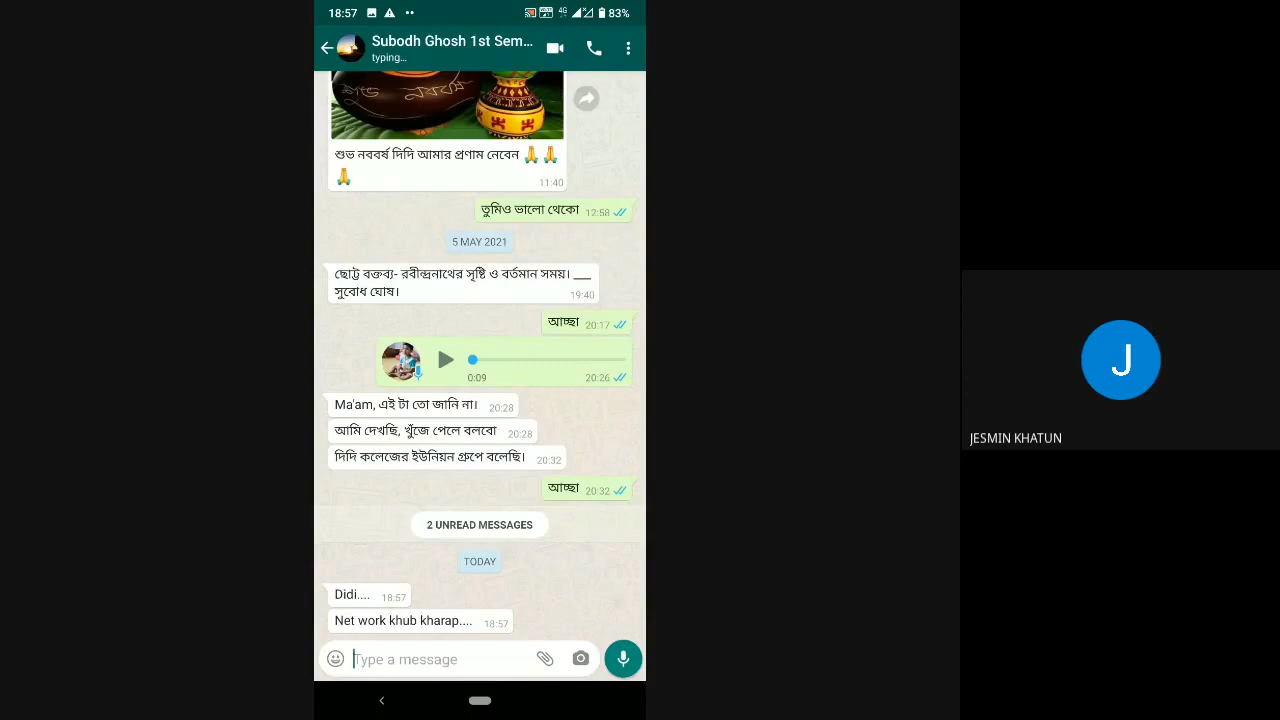 18:57
4G
83%
Subodh Ghosh 1st Sem...
typing...
শুভ নববর্ষ
শুভ নববর্ষ দিদি আমার প্রণাম নেবেন 🙏 🙏
🙏
11:40
তুমিও ভালো থেকো 12:58
5 MAY 2021
ছোট্ট বক্তব্য- রবীন্দ্রনাথের সৃষ্টি ও বর্তমান সময়। ___
সুবোধ ঘোষ।
19:40
আচ্ছা 20:17
0:09 20:26
Ma'am, এই টা তো জানি না। 20:28
আমি দেখছি, খুঁজে পেলে বলবো 20:28
দিদি কলেজের ইউনিয়ন গ্রুপে বলেছি। 20:32
আচ্ছা 20:32
2 UNREAD MESSAGES
TODAY
Didi.... 18:57
Net work khub kharap.... 18:57
Type a message
J
JESMIN KHATUN